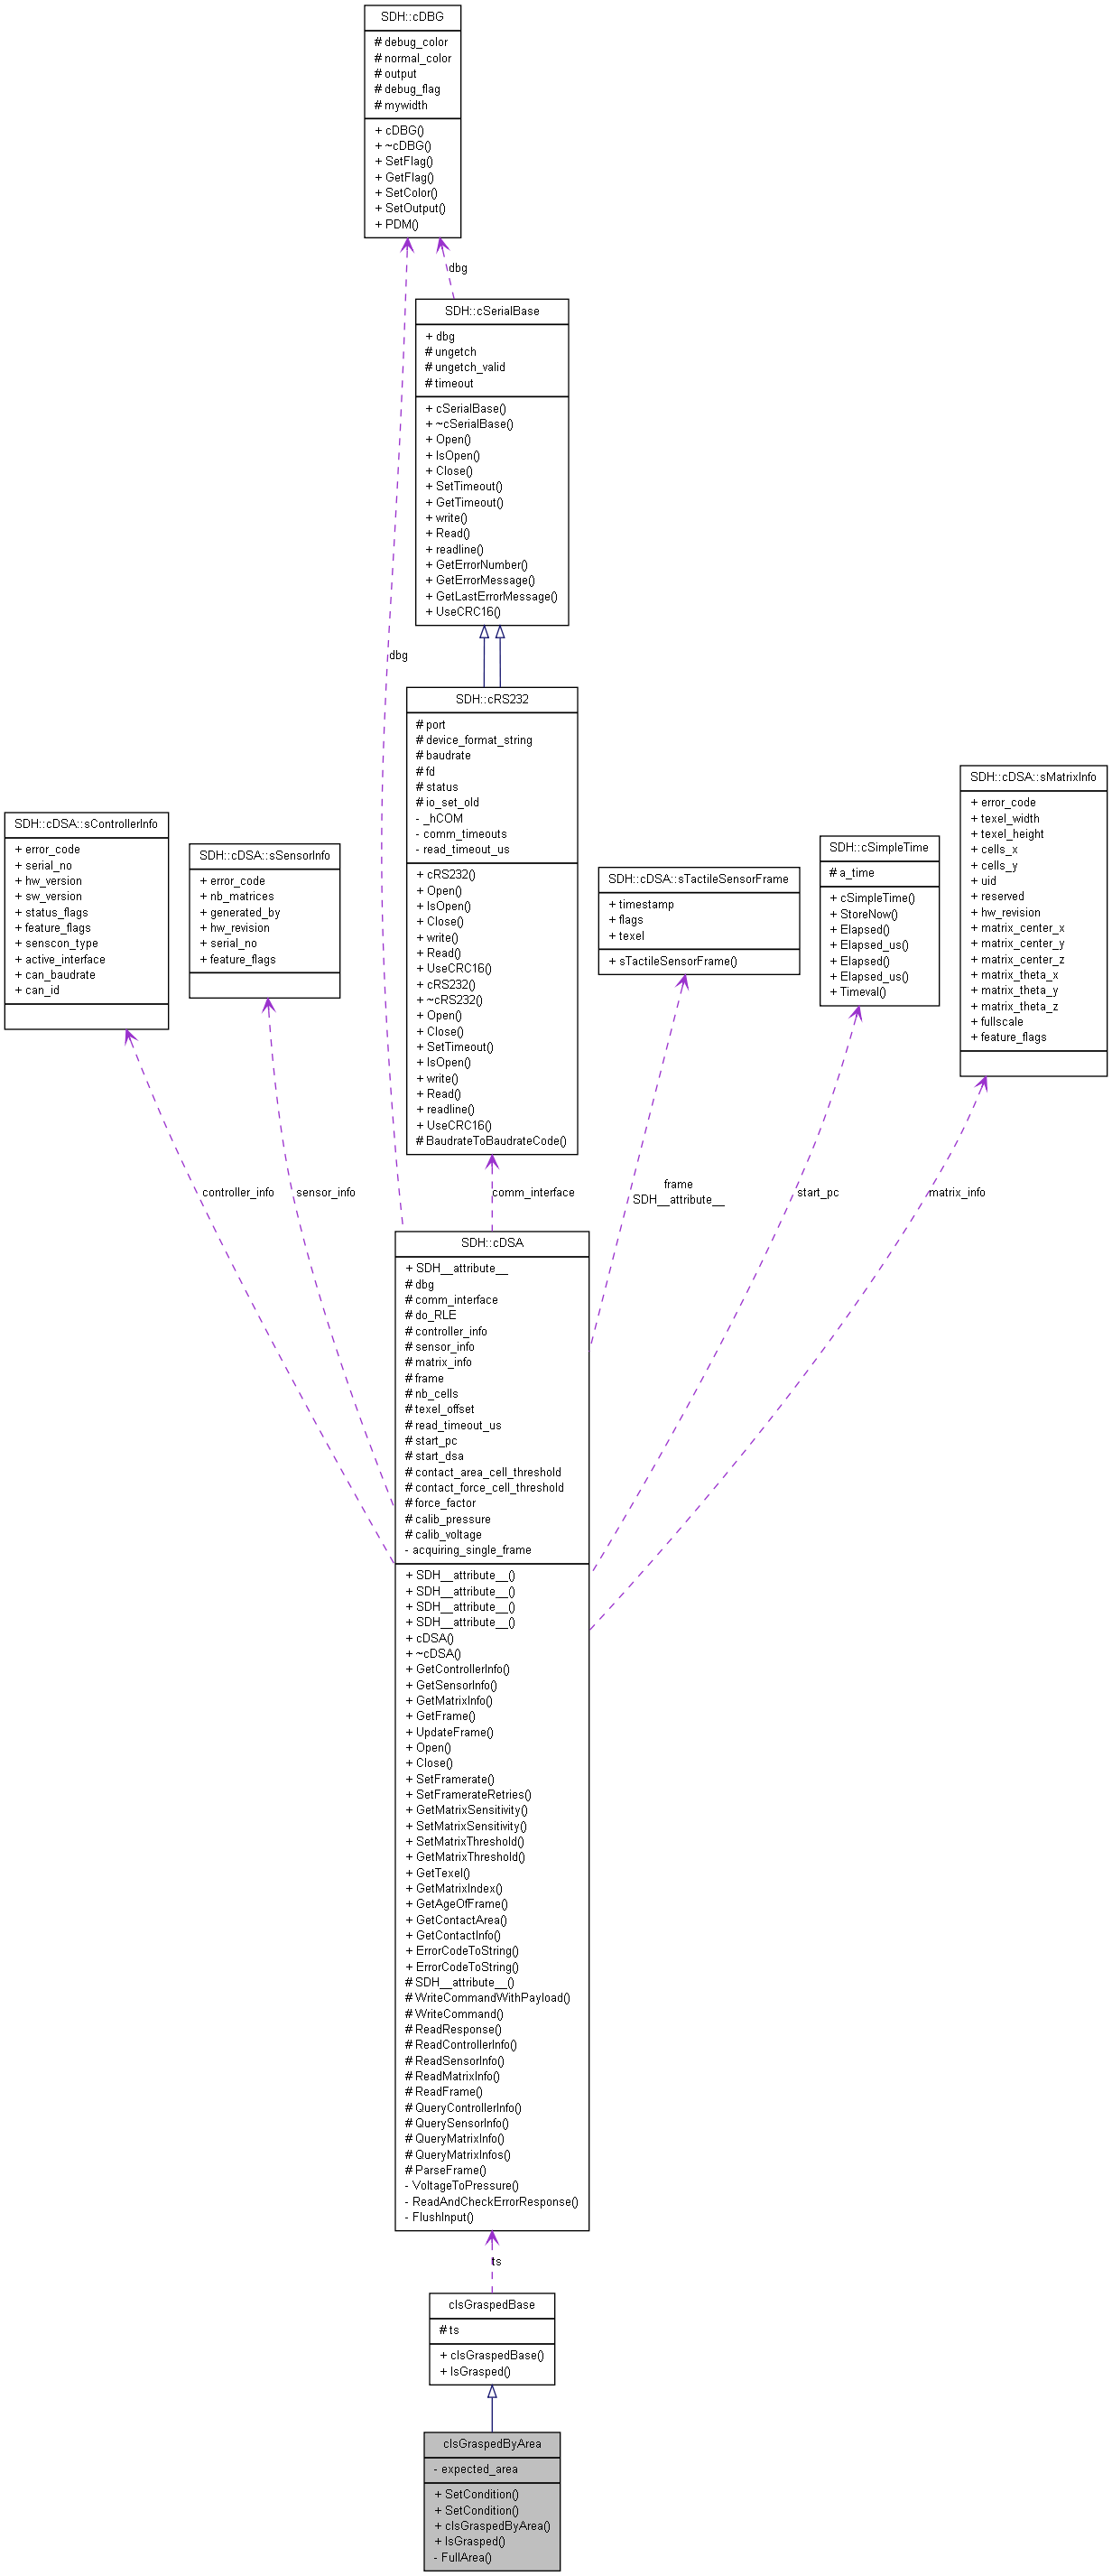 SDH::cDBG
# debug_color
# normal_color
# output
# debug_flag
# mywidth
+ cDBG()
+ ~cDBG()
+ SetFlag()
+ GetFlag()
+ SetColor()
+ SetOutput()
+ PDM()
dbg
SDH::cSerialBase
+ dbg
# ungetch
# ungetch_valid
# timeout
+ cSerialBase()
+ ~cSerialBase()
+ Open()
+ IsOpen()
+ Close()
+ SetTimeout()
+ GetTimeout()
+ write()
+ Read()
+ readline()
+ GetErrorNumber()
+ GetErrorMessage()
+ GetLastErrorMessage()
+ UseCRC16()
dbg
SDH::cRS232
# port
# device_format_string
# baudrate
# fd
# status
# io_set_old
- _hCOM
- comm_timeouts
- read_timeout_us
+ cRS232()
+ Open()
+ IsOpen()
+ Close()
+ write()
+ Read()
+ UseCRC16()
+ cRS232()
+ ~cRS232()
+ Open()
+ Close()
+ SetTimeout()
+ IsOpen()
+ write()
+ Read()
+ readline()
+ UseCRC16()
# BaudrateToBaudrateCode()
SDH::cDSA::sControllerInfo
+ error_code
+ serial_no
+ hw_version
+ sw_version
+ status_flags
+ feature_flags
+ senscon_type
+ active_interface
+ can_baudrate
+ can_id
SDH::cDSA::sSensorInfo
+ error_code
+ nb_matrices
+ generated_by
+ hw_revision
+ serial_no
+ feature_flags
SDH::cDSA::sTactileSensorFrame
+ timestamp
+ flags
+ texel
+ sTactileSensorFrame()
SDH::cSimpleTime
# a_time
+ cSimpleTime()
+ StoreNow()
+ Elapsed()
+ Elapsed_us()
+ Elapsed()
+ Elapsed_us()
+ Timeval()
SDH::cDSA::sMatrixInfo
+ error_code
+ texel_width
+ texel_height
+ cells_x
+ cells_y
+ uid
+ reserved
+ hw_revision
+ matrix_center_x
+ matrix_center_y
+ matrix_center_z
+ matrix_theta_x
+ matrix_theta_y
+ matrix_theta_z
+ fullscale
+ feature_flags
controller_info
sensor_info
comm_interface
frame
SDH__attribute__
start_pc
matrix_info
SDH::cDSA
+ SDH__attribute__
# dbg
# comm_interface
# do_RLE
# controller_info
# sensor_info
# matrix_info
# frame
# nb_cells
# texel_offset
# read_timeout_us
# start_pc
# start_dsa
# contact_area_cell_threshold
# contact_force_cell_threshold
# force_factor
# calib_pressure
# calib_voltage
- acquiring_single_frame
+ SDH__attribute__()
+ SDH__attribute__()
+ SDH__attribute__()
+ SDH__attribute__()
+ cDSA()
+ ~cDSA()
+ GetControllerInfo()
+ GetSensorInfo()
+ GetMatrixInfo()
+ GetFrame()
+ UpdateFrame()
+ Open()
+ Close()
+ SetFramerate()
+ SetFramerateRetries()
+ GetMatrixSensitivity()
+ SetMatrixSensitivity()
+ SetMatrixThreshold()
+ GetMatrixThreshold()
+ GetTexel()
+ GetMatrixIndex()
+ GetAgeOfFrame()
+ GetContactArea()
+ GetContactInfo()
+ ErrorCodeToString()
+ ErrorCodeToString()
# SDH__attribute__()
# WriteCommandWithPayload()
# WriteCommand()
# ReadResponse()
# ReadControllerInfo()
# ReadSensorInfo()
# ReadMatrixInfo()
# ReadFrame()
# QueryControllerInfo()
# QuerySensorInfo()
# QueryMatrixInfo()
# QueryMatrixInfos()
# ParseFrame()
- VoltageToPressure()
- ReadAndCheckErrorResponse()
- FlushInput()
ts
cIsGraspedBase
# ts
+ cIsGraspedBase()
+ IsGrasped()
cIsGraspedByArea
- expected_area
+ SetCondition()
+ SetCondition()
+ cIsGraspedByArea()
+ IsGrasped()
- FullArea()